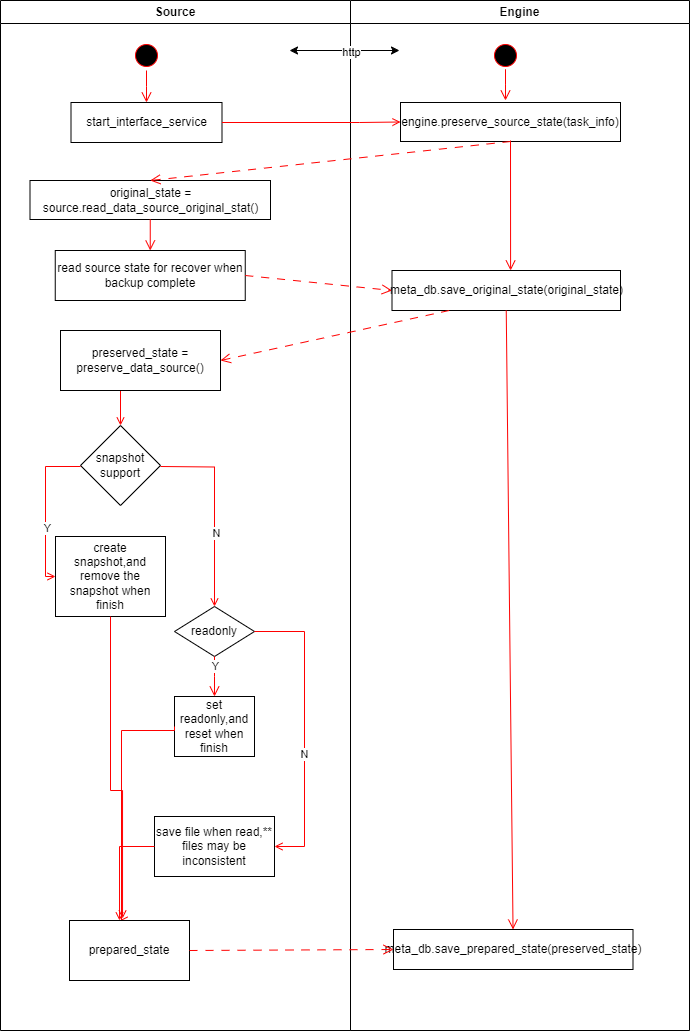 Source
Engine
http
start_interface_service
engine.preserve_source_state(task_info)
original_state =
source.read_data_source_original_stat()
read source state for recover when
backup complete
meta_db.save_original_state(original_state)
preserved_state =
preserve_data_source()
snapshot
support
Y
N
create
snapshot,and
remove the
snapshot when
finish
readonly
Y
set
readonly,and
reset when
finish
N
save file when read,**
files may be
inconsistent
prepared_state
meta_db.save_prepared_state(preserved_state)